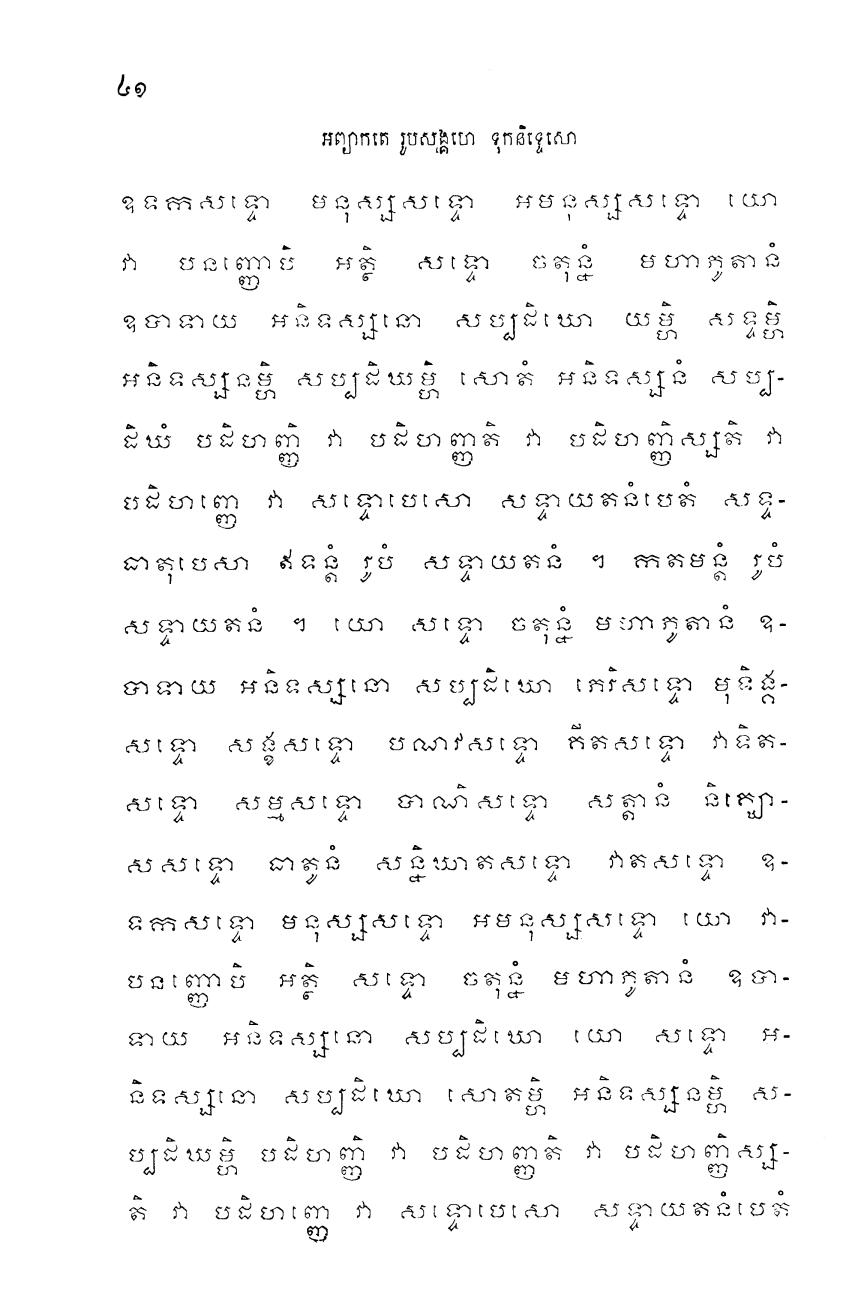 ៤១
អព្យាកតេ រូបសង្គហេ ទុកនិទ្ទេសោ
ឧទកសទ្ទោ មនុស្សសទ្ទោ អមនុស្សសទ្ទោ យោ
វា បនញ្ញោបិ អត្ថិ សទ្ទោ ចតុន្នំ មហាភូតានំ
ឧបាទាយ អនិទស្សនោ សប្បដិឃោ យម្ហិ សទ្ទម្ហិ
អនិទស្សនម្ហិ សប្បដិឃម្ហិ សោតំ អនិទស្សនំ សប្ប-
ដិឃំ បដិហញ្ញិ វា បដិហញ្ញតិ វា បដិហញ្ញិស្សតិ វា
បដិហញ្ញេ វា សទ្ទោបេសោ សទ្ទាយតនំបេតំ សទ្ទ-
ធាតុបេសា ឥទន្តំ រូបំ សទ្ទាយតនំ ។ កតមន្តំ រូបំ
សទ្ទាយតនំ ។ យោ សទ្ទោ ចតុន្នំ មហាភូតានំ ឧ-
បាទាយ អនិទស្សនោ សប្បដិឃោ ភេរិសទ្ទោ មុទិង្គ-
សទ្ទោ សង្ខសទ្ទោ បណវសទ្ទោ គីតសទ្ទោ វាទិត-
សទ្ទោ សម្មសទ្ទោ បាណិសទ្ទោ សត្តានំ និគ្ឃោ-
សសទ្ទោ ធាតូនំ សន្និឃាតសទ្ទោ វាតសទ្ទោ ឧ-
ទកសទ្ទោ មនុស្សសទ្ទោ អមនុស្សសទ្ទោ យោ វា-
បនញ្ញោបិ អត្ថិ សទ្ទោ ចតុន្នំ មហាភូតានំ ឧបា-
ទាយ អនិទស្សនោ សប្បដិឃោ យោ សទ្ទោ អ-
និទស្សនោ សប្បដិឃោ សោតម្ហិ អនិទស្សនម្ហិ ស-
ប្បដិឃម្ហិ បដិហញ្ញិ វា បដិហញ្ញតិ វា បដិហញ្ញិស្ស-
តិ វា បដិហញ្ញេ វា សទ្ទោបេសោ សទ្ទាយតនំបេតំ